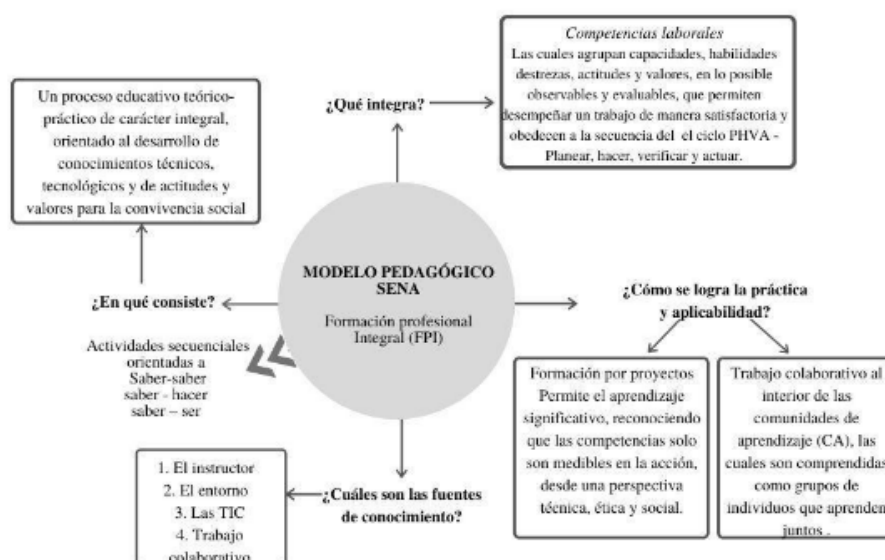 Competencias laborales
Las cuales agrupan capacidades, habilidades
destrezas, actitudes y valores, en lo posible
observables y evaluables, que permiten
desempeñar un trabajo de manera satisfactoria y
obedecen a la secuencia del el ciclo PHVA -
Planear, hacer, verificar y actuar.
¿Qué integra?
Un proceso educativo teórico-
práctico de carácter integral,
orientado al desarrollo de
conocimientos técnicos,
tecnológicos y de actitudes y
valores para la convivencia social
¿En qué consiste?
MODELO PEDAGÓGICO
SENA
Formación profesional
Integral (FPI)
Actividades secuenciales
orientadas a
Saber-saber
saber - hacer
saber – ser
¿Cómo se logra la práctica
y aplicabilidad?
Formación por proyectos
Permite el aprendizaje
significativo, reconociendo
que las competencias solo
son medibles en la acción,
desde una perspectiva
técnica, ética y social.
Trabajo colaborativo al
interior de las
comunidades de
aprendizaje (CA), las
cuales son comprendidas
como grupos de
individuos que aprenden
juntos .
¿Cuáles son las fuentes
de conocimiento?
1. El instructor
2. El entorno
3. Las TIC
4. Trabajo
colaborativo